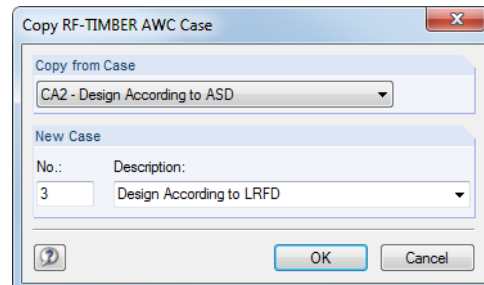 Copy RF-TIMBER AWC Case
Copy from Case
CA2 - Design According to ASD
New Case
No.: Description:
3 Design According to LRFD
OK Cancel